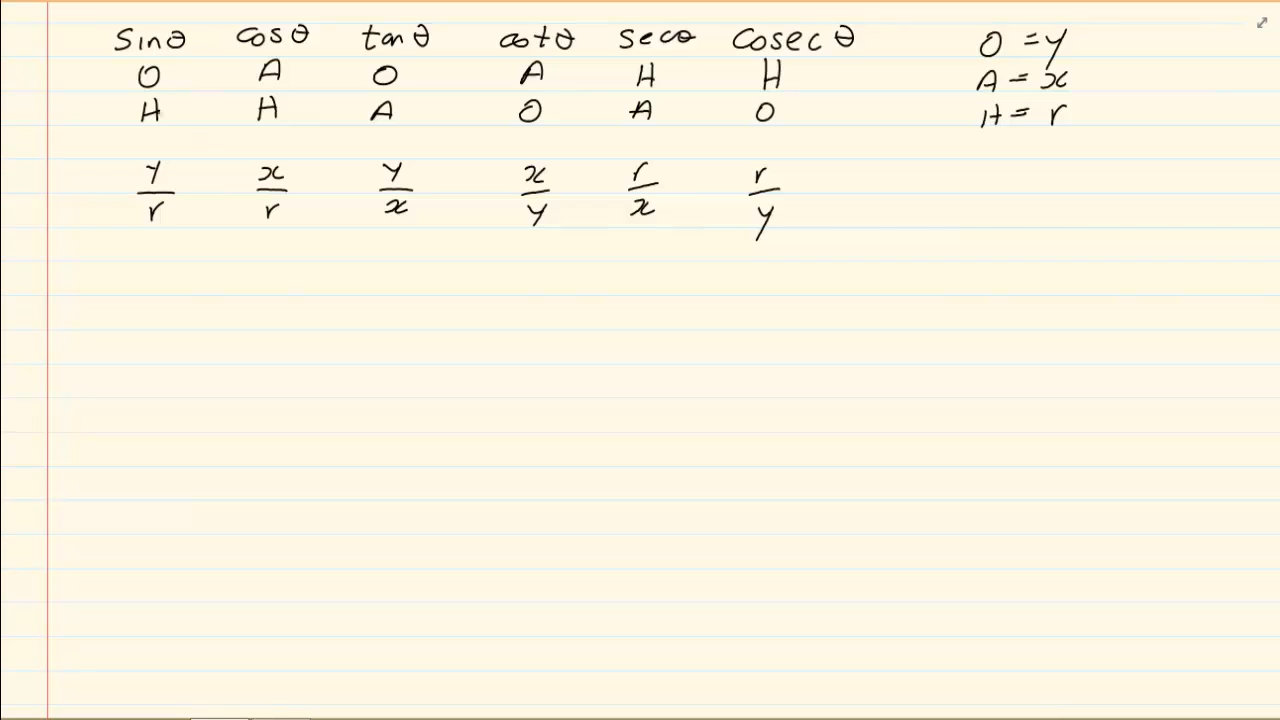 sinθ cosθ tanθ cotθ secθ cosecθ O = y
O A O A H H A = x
H H A O A O H = r
y x y x r r
r r x y x y